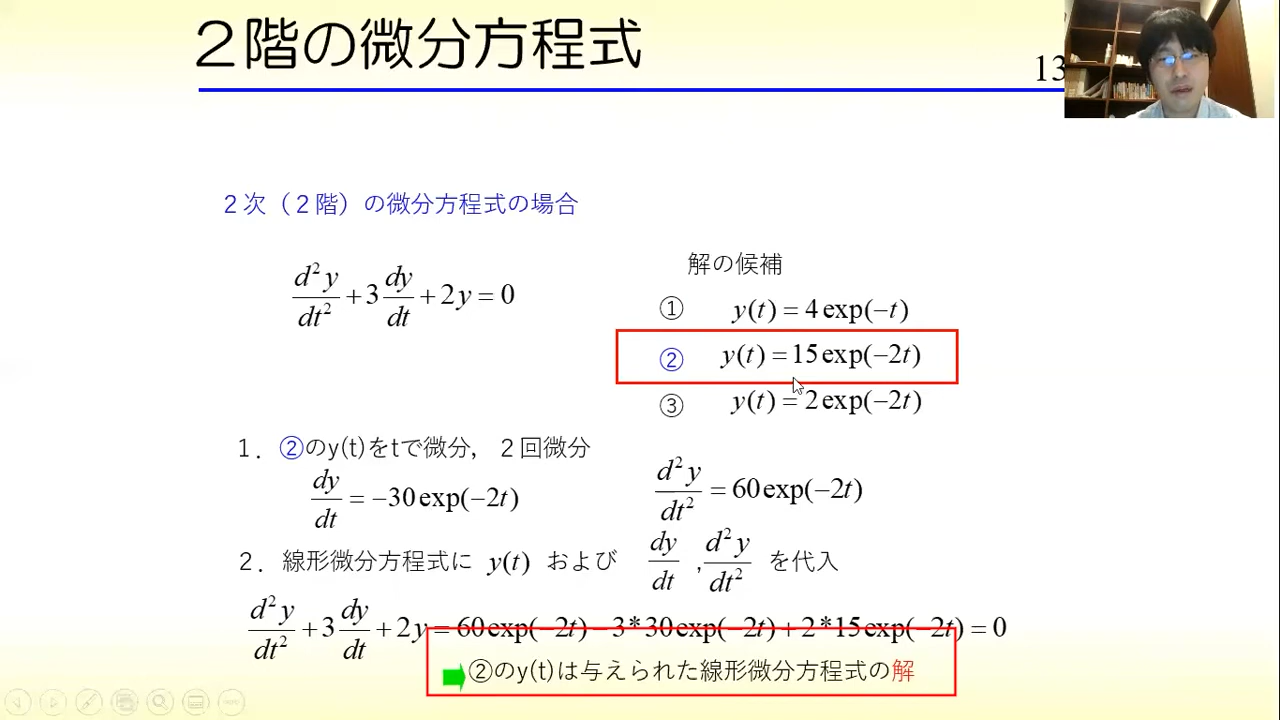 ２階の微分方程式
13
２次（２階）の微分方程式の場合
d²y/dt² + 3 dy/dt + 2y = 0
解の候補
① y(t) = 4 exp(−t)
② y(t) = 15 exp(−2t)
③ y(t) = 2 exp(−2t)
１．②のy(t)をtで微分，２回微分
dy/dt = −30 exp(−2t) d²y/dt² = 60 exp(−2t)
２．線形微分方程式に y(t) および dy/dt , d²y/dt² を代入
d²y/dt² + 3 dy/dt + 2y = 60 exp(−2t) − 3*30 exp(−2t) + 2*15 exp(−2t) = 0
②のy(t)は与えられた線形微分方程式の解